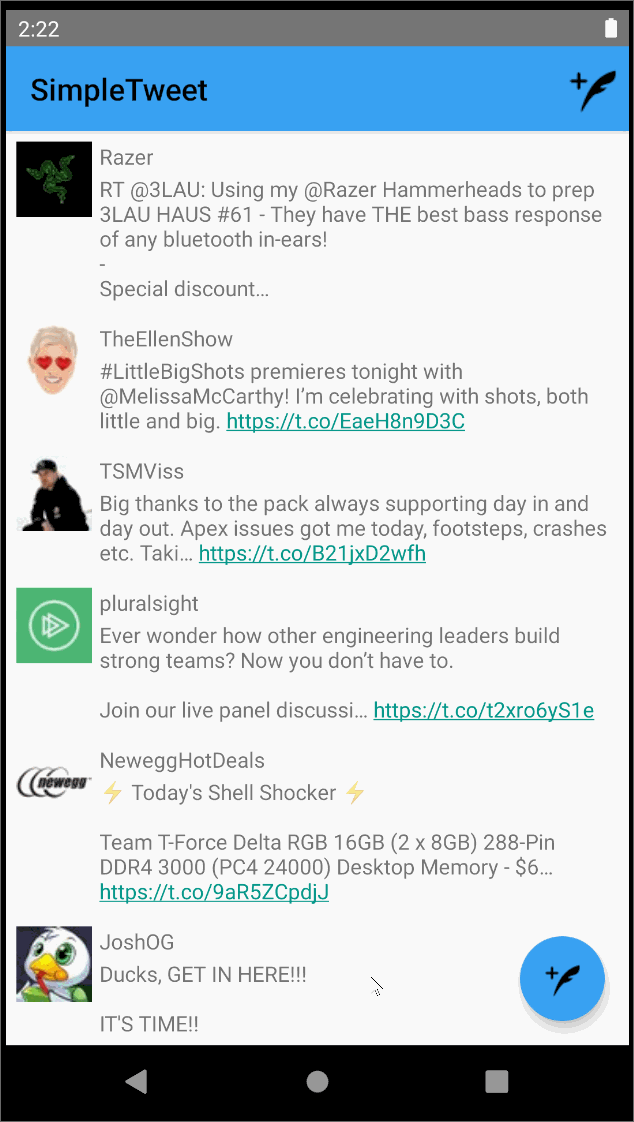 2:22
SimpleTweet
Razer
RT @3LAU: Using my @Razer Hammerheads to prep
3LAU HAUS #61 - They have THE best bass response
of any bluetooth in-ears!
-
Special discount…
TheEllenShow
#LittleBigShots premieres tonight with
@MelissaMcCarthy! I’m celebrating with shots, both
little and big. https://t.co/EaeH8n9D3C
TSMViss
Big thanks to the pack always supporting day in and
day out. Apex issues got me today, footsteps, crashes
etc. Taki… https://t.co/B21jxD2wfh
pluralsight
Ever wonder how other engineering leaders build
strong teams? Now you don’t have to.
Join our live panel discussi… https://t.co/t2xro6yS1e
newegg
NeweggHotDeals
⚡ Today's Shell Shocker ⚡
Team T-Force Delta RGB 16GB (2 x 8GB) 288-Pin
DDR4 3000 (PC4 24000) Desktop Memory - $6…
https://t.co/9aR5ZCpdjJ
JoshOG
Ducks, GET IN HERE!!!
IT'S TIME!!